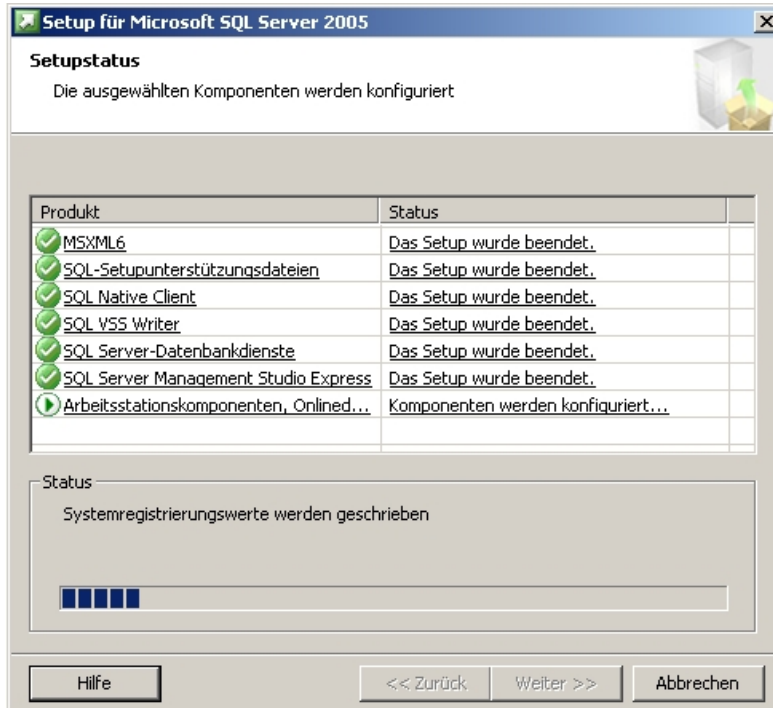 Setup für Microsoft SQL Server 2005
Setupstatus
Die ausgewählten Komponenten werden konfiguriert
Produkt Status
MSXML6 Das Setup wurde beendet.
SQL-Setupunterstützungsdateien Das Setup wurde beendet.
SQL Native Client Das Setup wurde beendet.
SQL VSS Writer Das Setup wurde beendet.
SQL Server-Datenbankdienste Das Setup wurde beendet.
SQL Server Management Studio Express Das Setup wurde beendet.
Arbeitsstationskomponenten, Onlined... Komponenten werden konfiguriert...
Status
Systemregistrierungswerte werden geschrieben
Hilfe << Zurück Weiter >> Abbrechen